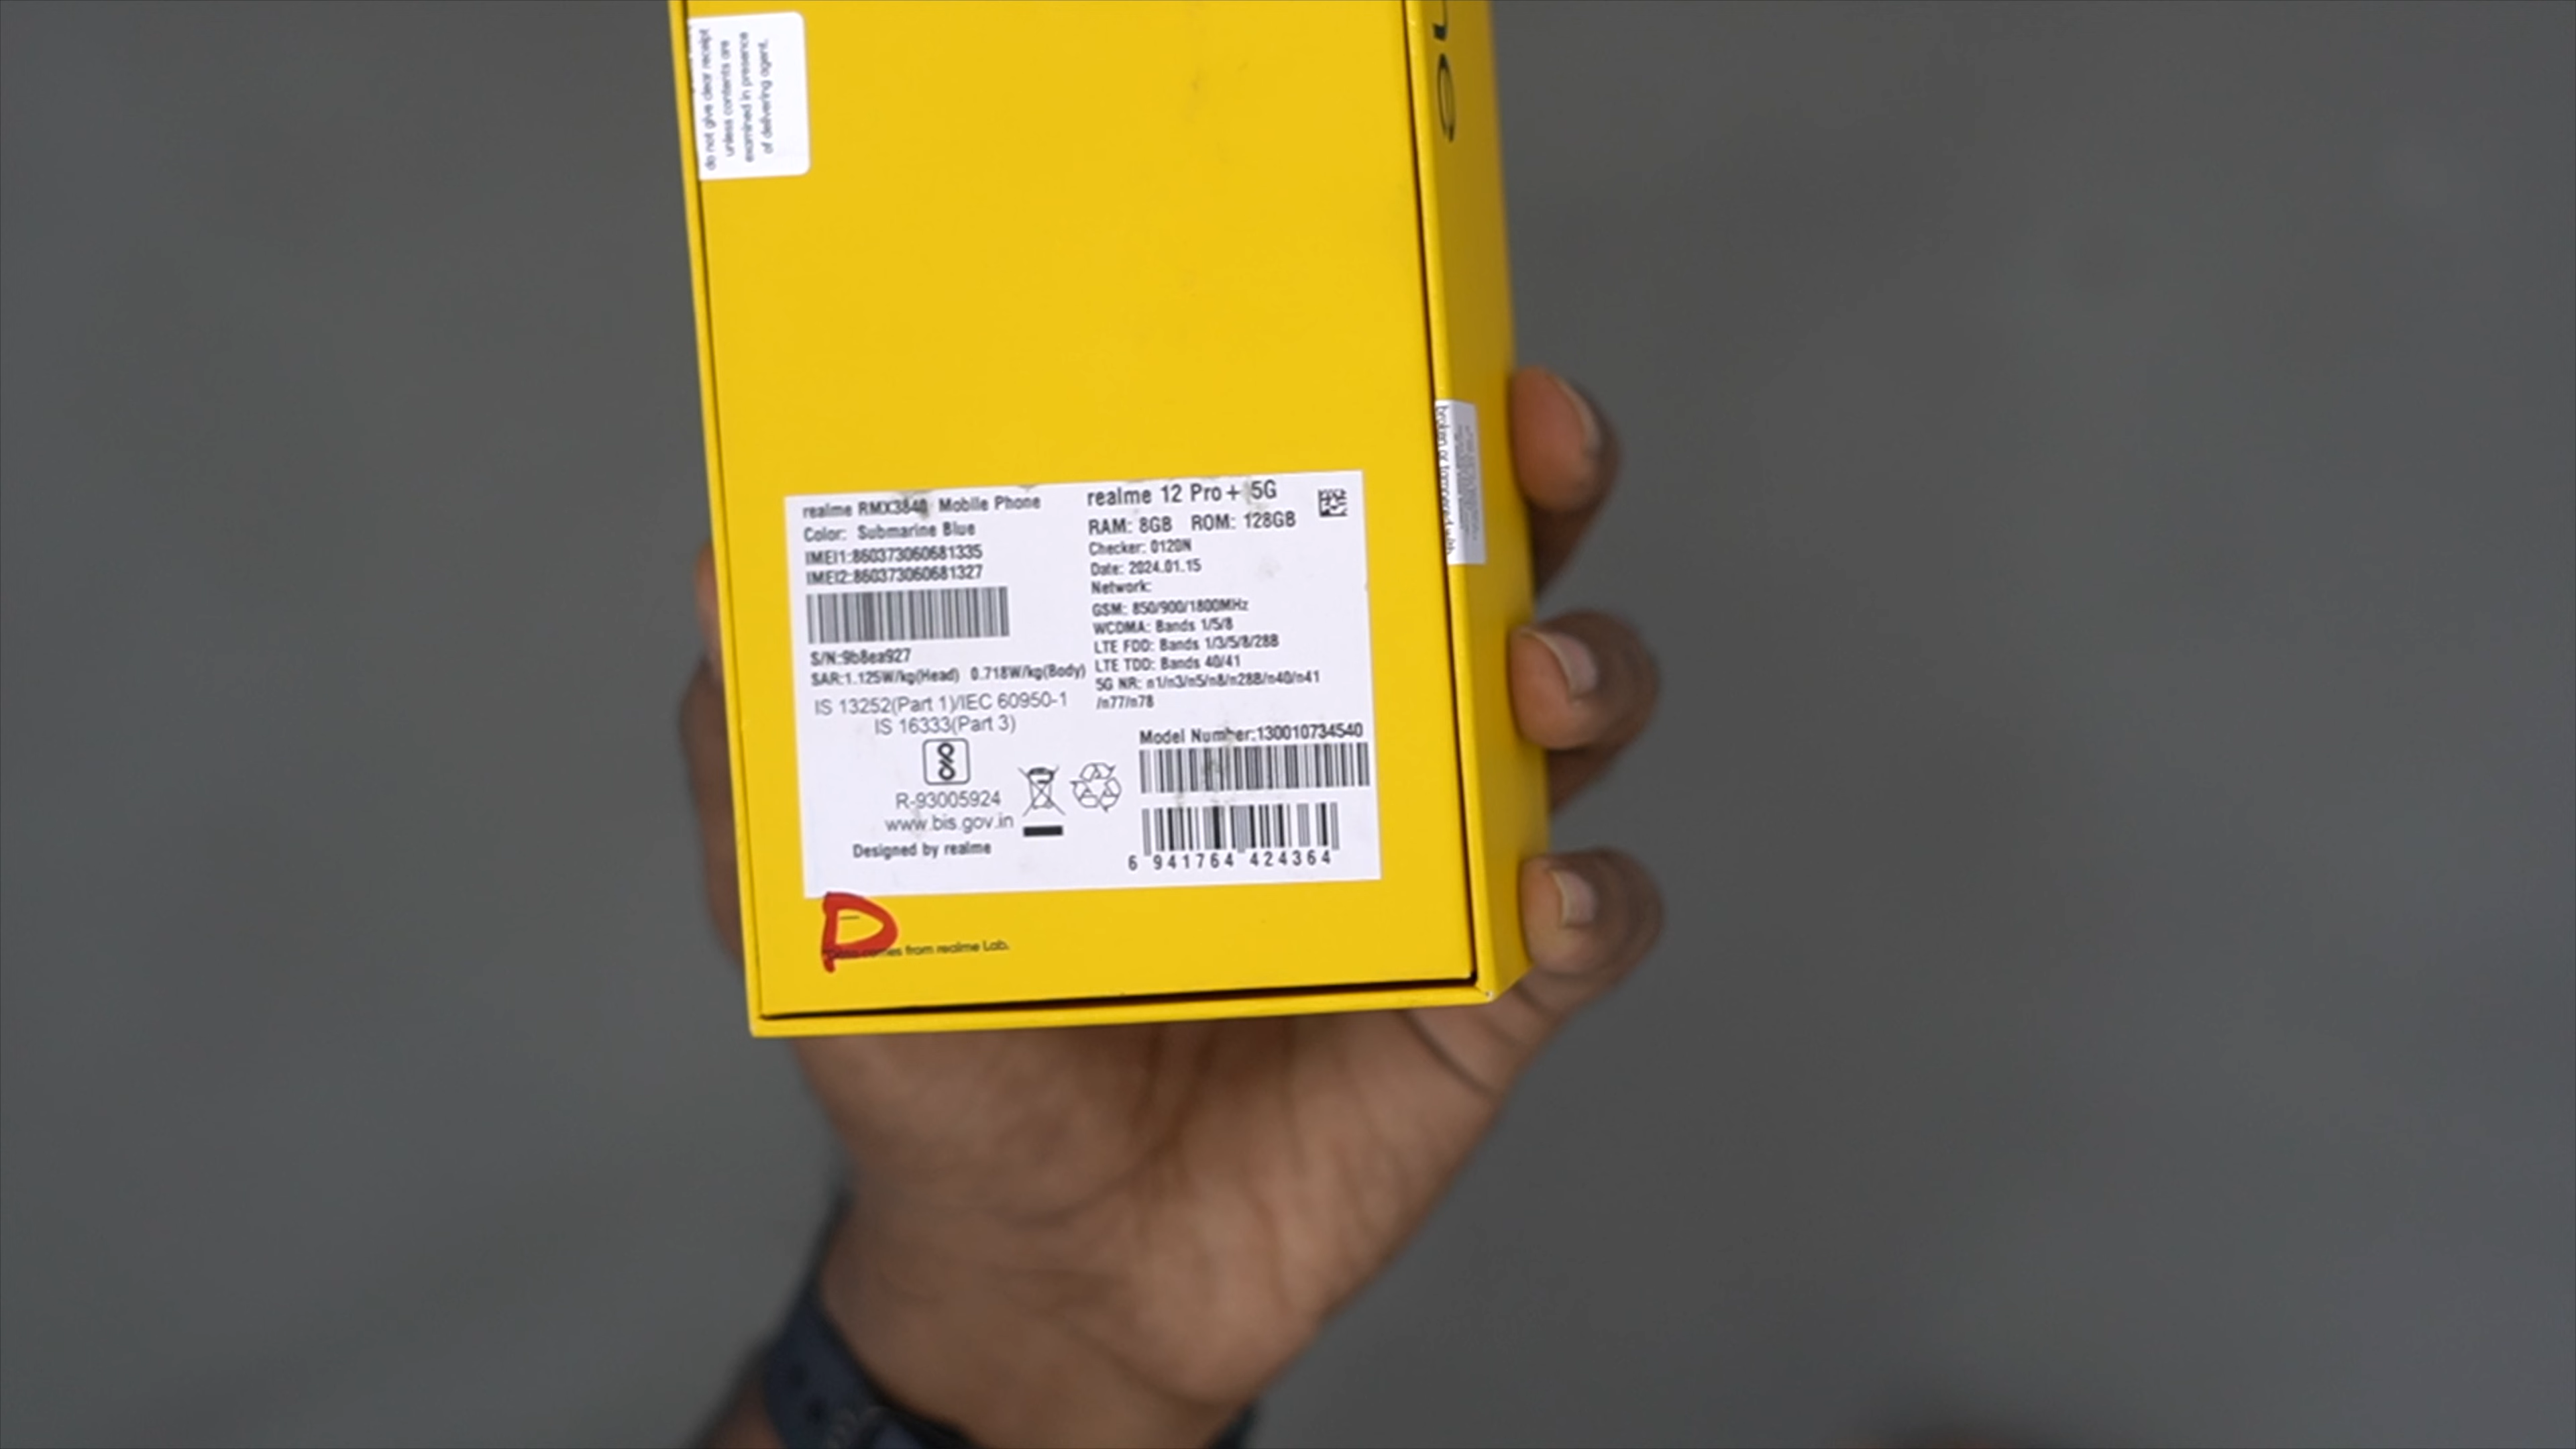 do not give clear receipt
unless contents are
examined in presence
of delivering agent.
realme RMX3840 Mobile Phone
Color: Submarine Blue
IMEI1:860373060681335
IMEI2:860373060681327
S/N:9b8ea927
SAR:1.125W/kg(Head) 0.718W/kg(Body)
IS 13252(Part 1)/IEC 60950-1
IS 16333(Part 3)
R-93005924
www.bis.gov.in
Designed by realme
realme 12 Pro+ 5G
RAM: 8GB ROM: 128GB
Checker: 0120N
Date: 2024.01.15
Network:
GSM: 850/900/1800MHz
WCDMA: Bands 1/5/8
LTE FDD: Bands 1/3/5/8/28B
LTE TDD: Bands 40/41
5G NR: n1/n3/n5/n8/n28B/n40/n41
/n77/n78
Model Number:130010734540
6 941764 424364
P
comes from realme Lab.
broken or tampered with